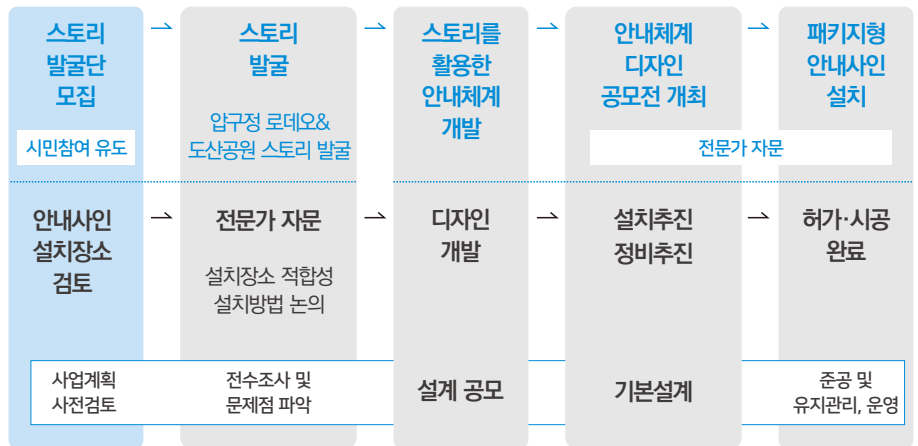 스토리
발굴단
모집
시민참여 유도
→
스토리
발굴
압구정 로데오&
도산공원 스토리 발굴
→
스토리를
활용한
안내체계
개발
→
안내체계
디자인
공모전 개최
→
패키지형
안내사인
설치
전문가 자문
안내사인
설치장소
검토
→
전문가 자문
설치장소 적합성
설치방법 논의
→
디자인
개발
→
설치추진
정비추진
→
허가·시공
완료
사업계획
사전검토
전수조사 및
문제점 파악
설계 공모
기본설계
준공 및
유지관리, 운영